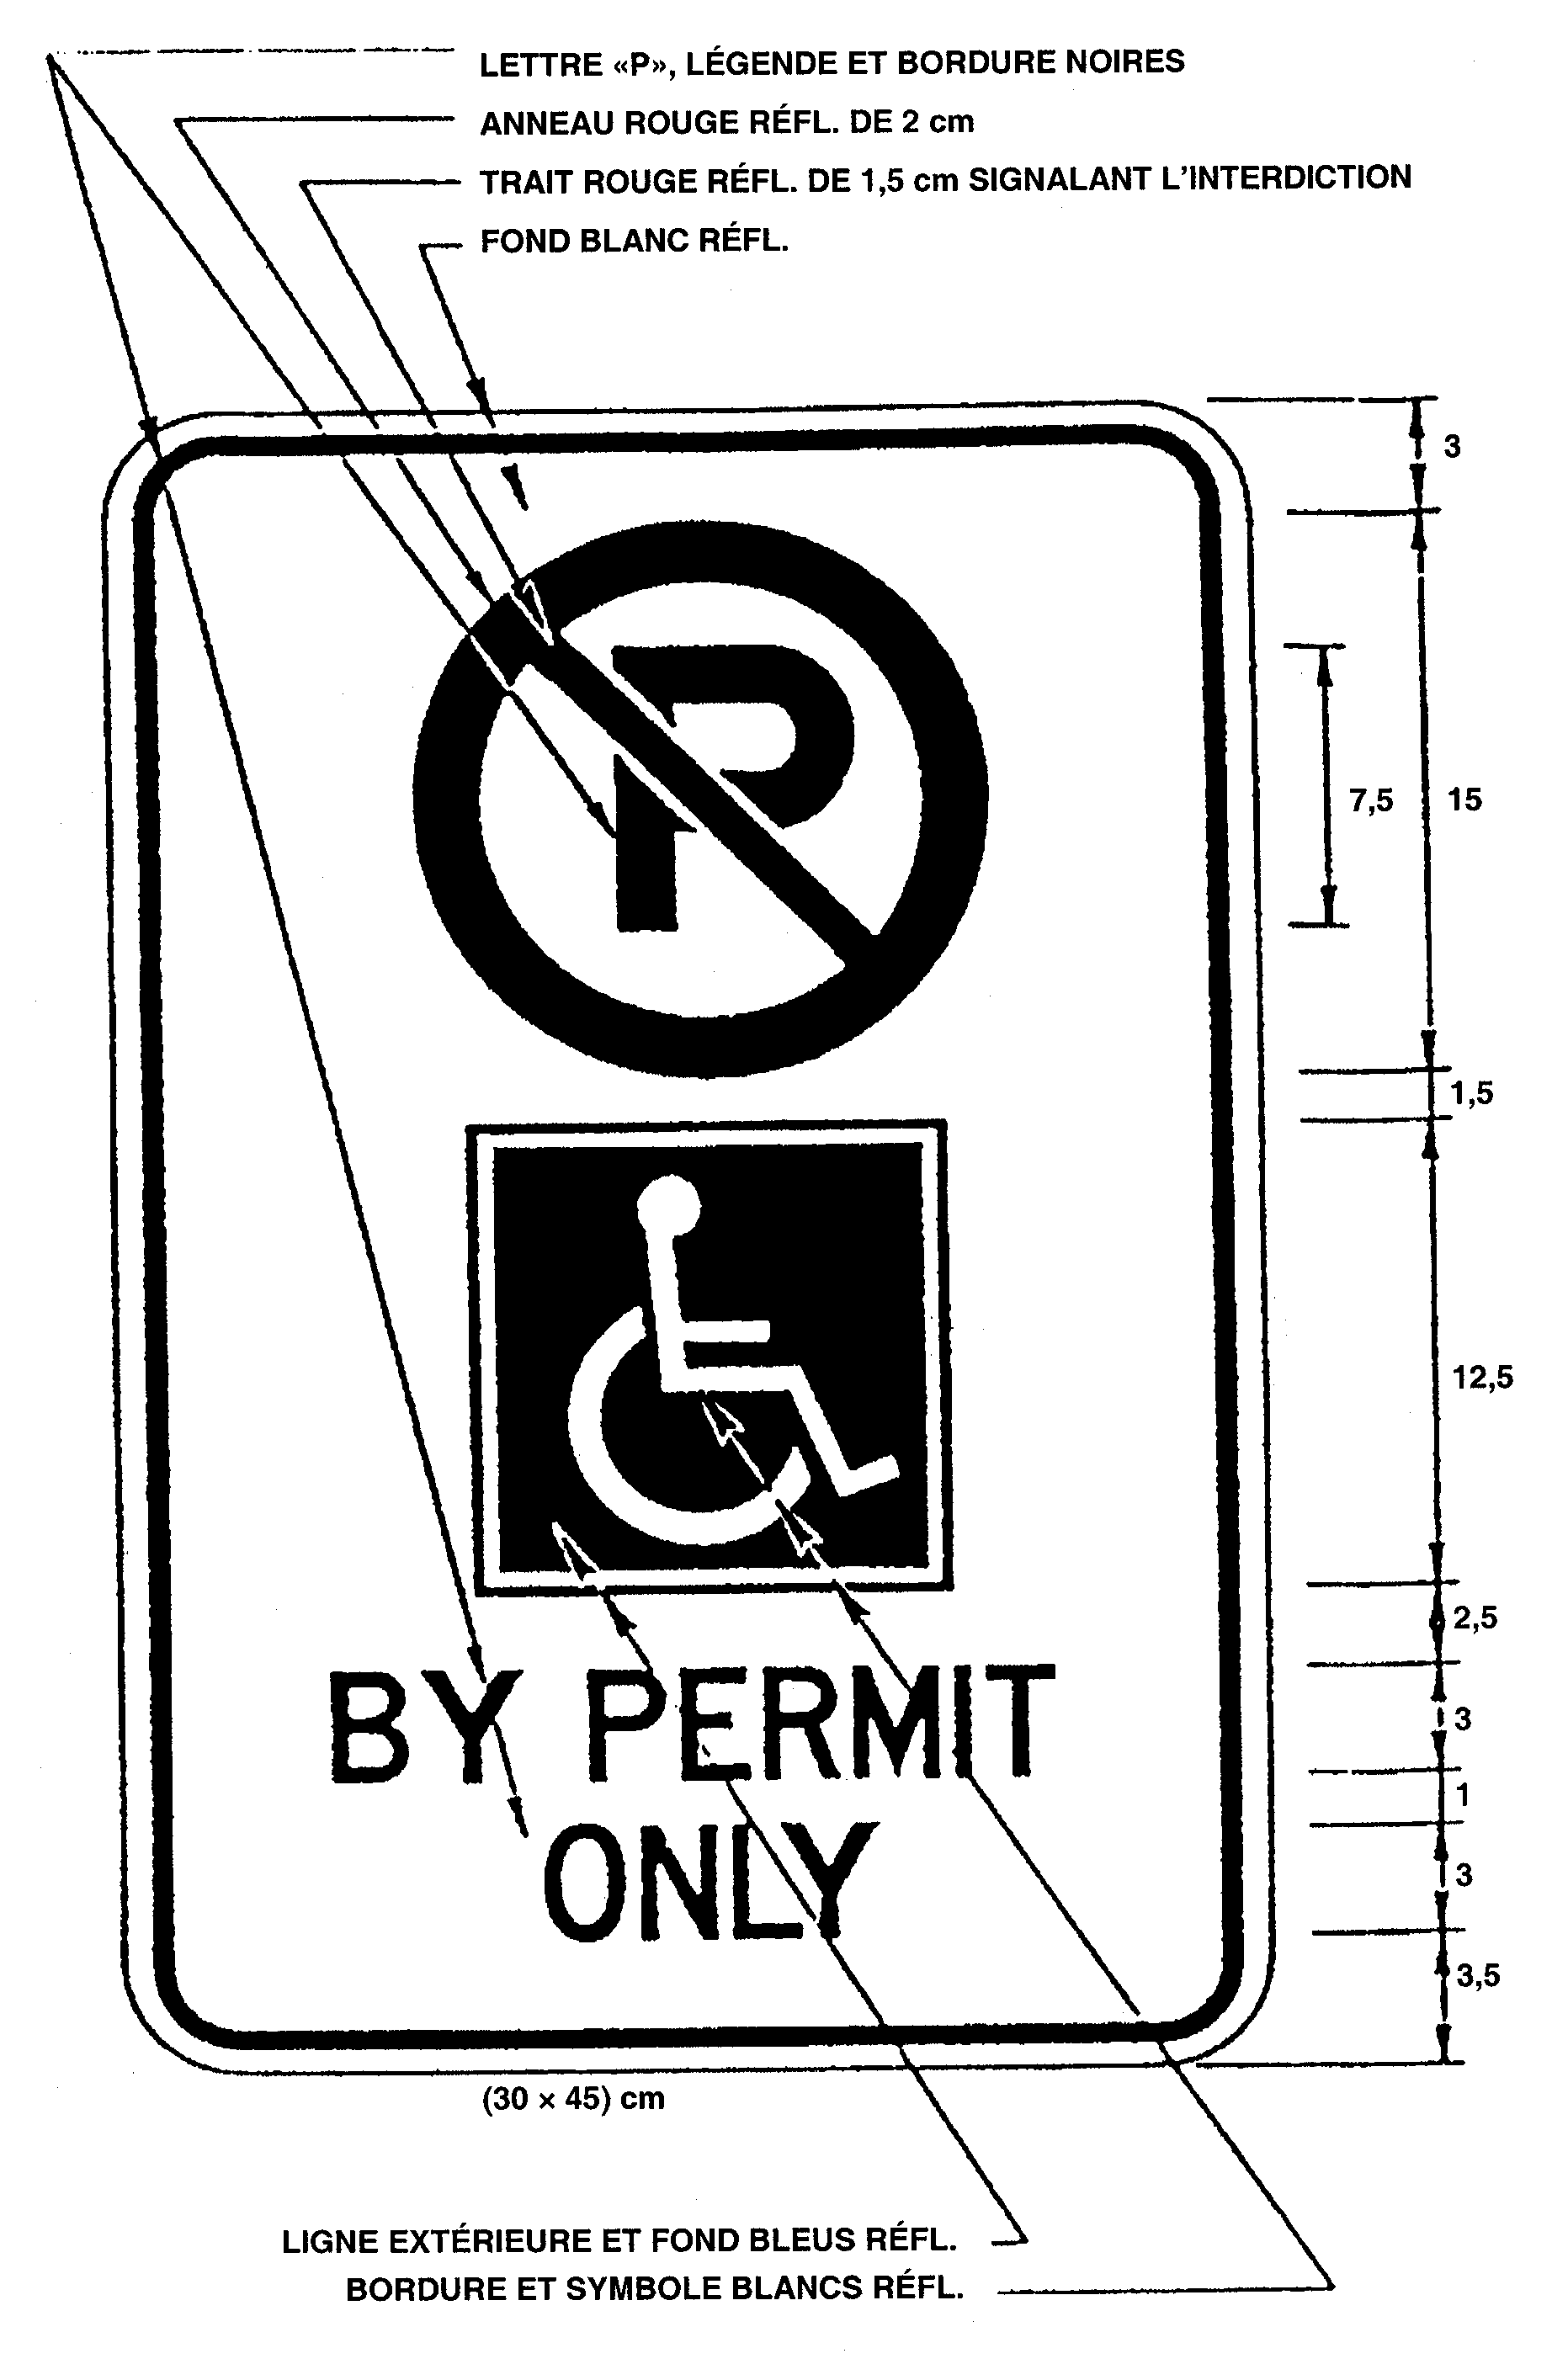 LETTRE «P», LÉGENDE ET BORDURE NOIRES
ANNEAU ROUGE RÉFL. DE 2 cm
TRAIT ROUGE RÉFL. DE 1,5 cm SIGNALANT L'INTERDICTION
FOND BLANC RÉFL.
3
P
7,5
15
1,5
12,5
2,5
BY PERMIT
3
1
ONLY
3
3,5
(30 × 45) cm
LIGNE EXTÉRIEURE ET FOND BLEUS RÉFL.
BORDURE ET SYMBOLE BLANCS RÉFL.